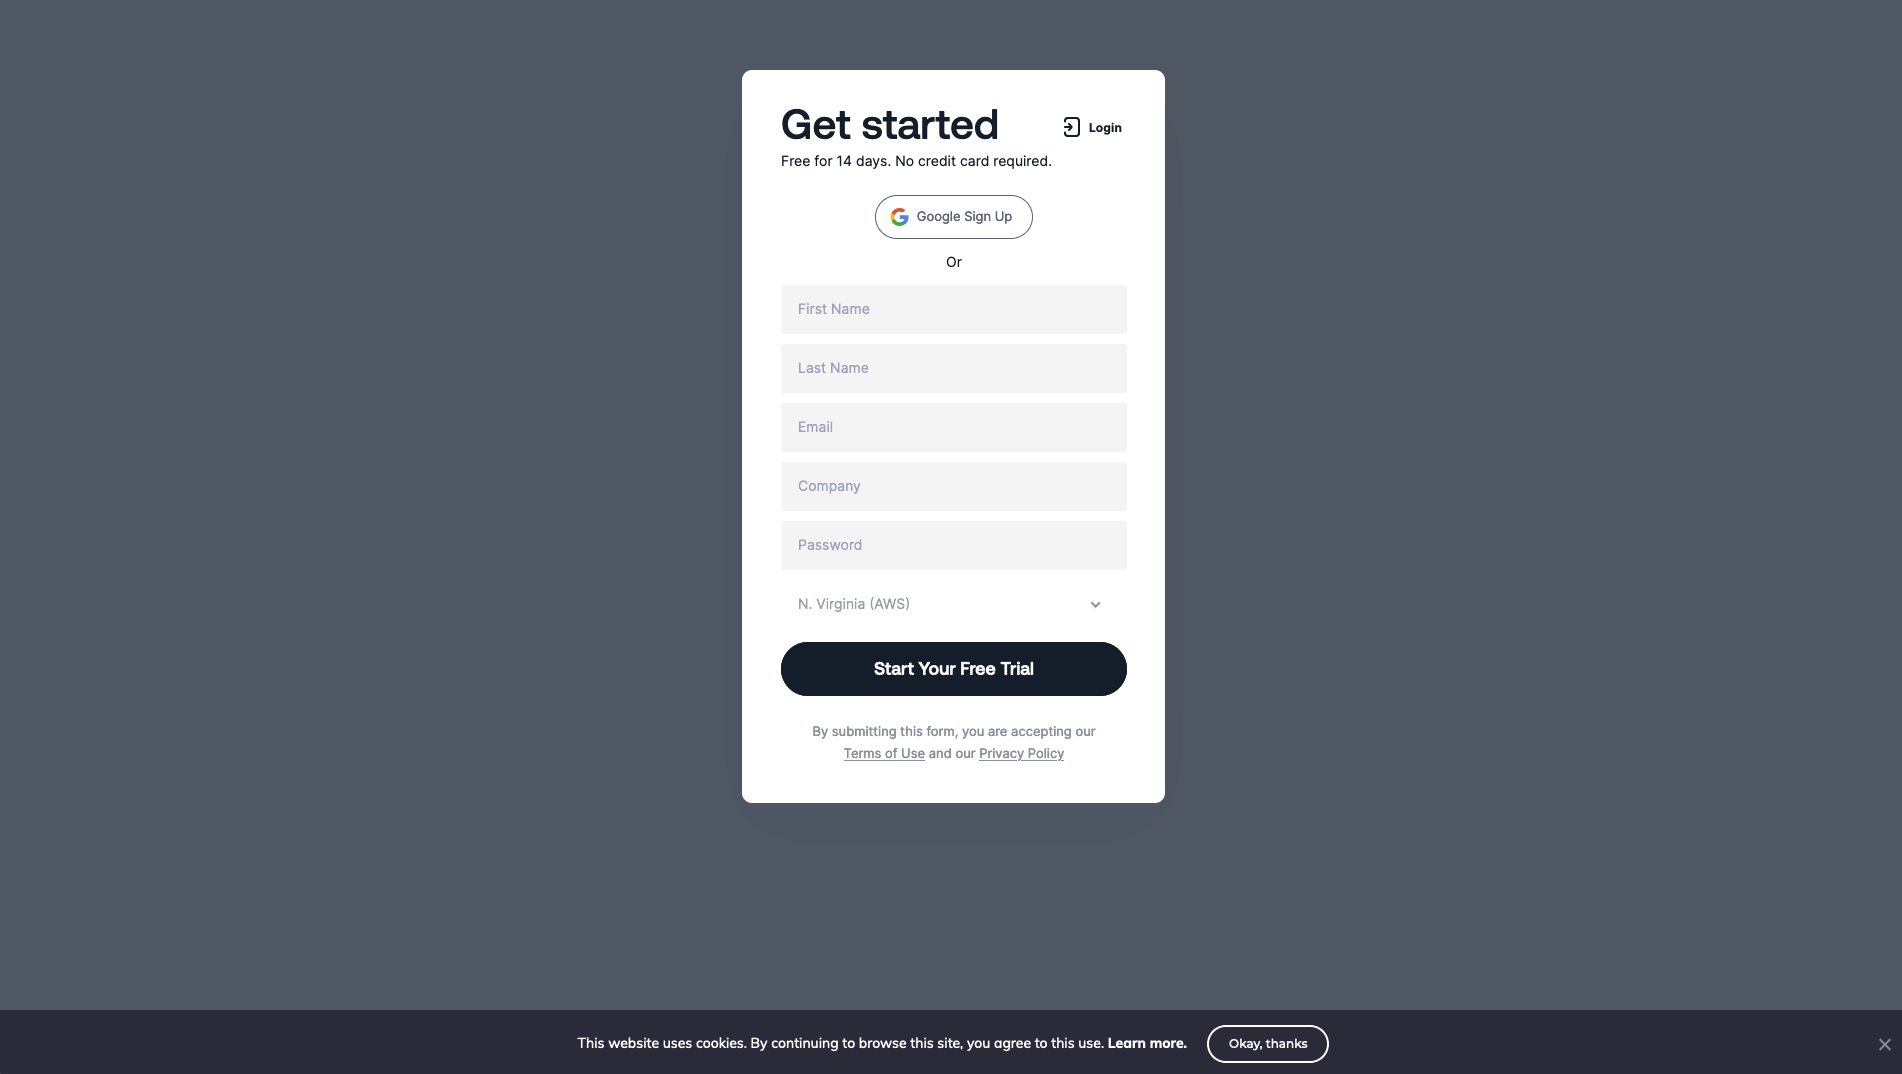 Get started
Login
Free for 14 days. No credit card required.
Google Sign Up
Or
First Name
Last Name
Email
Company
Password
N. Virginia (AWS)
Start Your Free Trial
By submitting this form, you are accepting our
Terms of Use and our Privacy Policy
This website uses cookies. By continuing to browse this site, you agree to this use. Learn more.
Okay, thanks